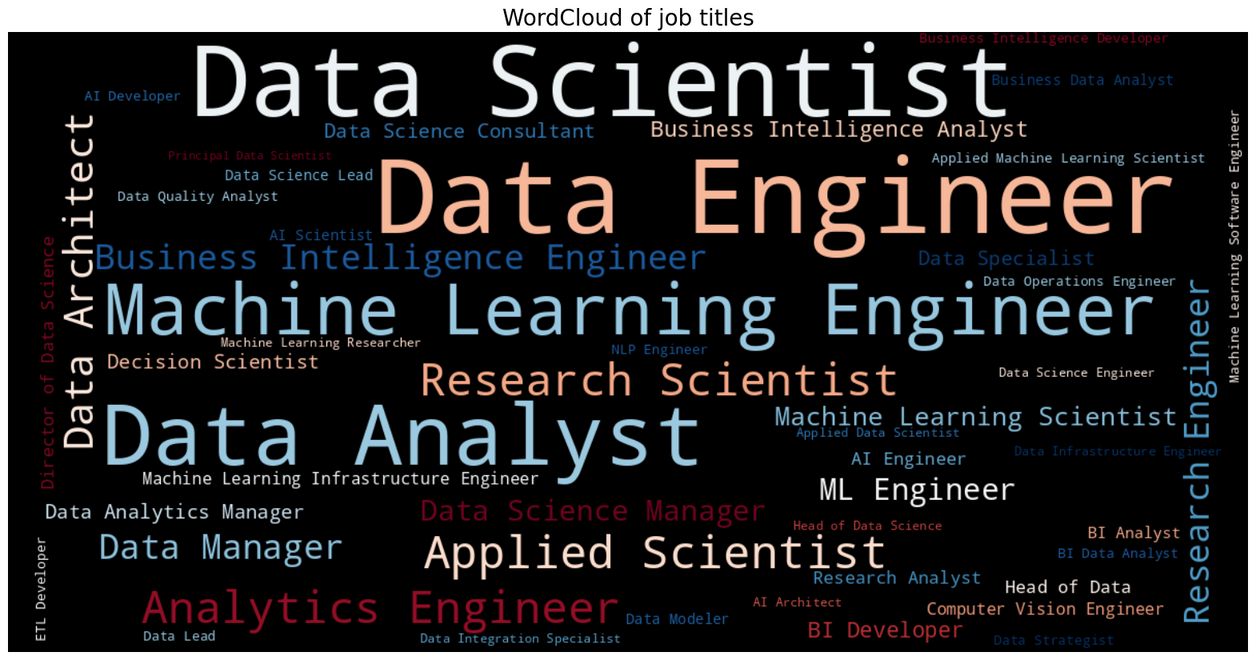 WordCloud of job titles
Data Scientist
Business Intelligence Developer
Business Data Analyst
AI Developer
Data Science Consultant
Business Intelligence Analyst
Principal Data Scientist
Data Science Lead
Data Quality Analyst
Data Engineer
Applied Machine Learning Scientist
Machine Learning Software Engineer
Data Architect
Director of Data Science
AI Scientist
Business Intelligence Engineer
Data Specialist
Data Operations Engineer
Machine Learning Engineer
Research Engineer
Machine Learning Researcher
NLP Engineer
Decision Scientist
Research Scientist
Data Science Engineer
Data Analyst
Machine Learning Scientist
Applied Data Scientist
Data Infrastructure Engineer
AI Engineer
Machine Learning Infrastructure Engineer
ML Engineer
Data Analytics Manager
Data Science Manager
Head of Data Science
BI Analyst
Data Manager
Applied Scientist
BI Data Analyst
ETL Developer
Research Analyst
Head of Data
Analytics Engineer
AI Architect
Computer Vision Engineer
Data Modeler
BI Developer
Data Lead
Data Integration Specialist
Data Strategist